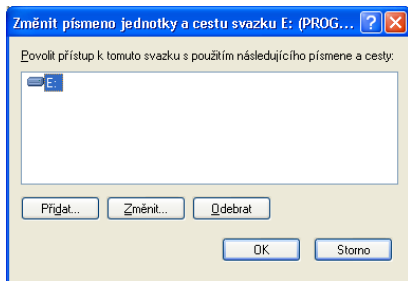 Změnit písmeno jednotky a cestu svazku E: (PROG...
Povolit přístup k tomuto svazku s použitím následujícího písmene a cesty:
E:
Přidat... Změnit... Odebrat
OK Storno